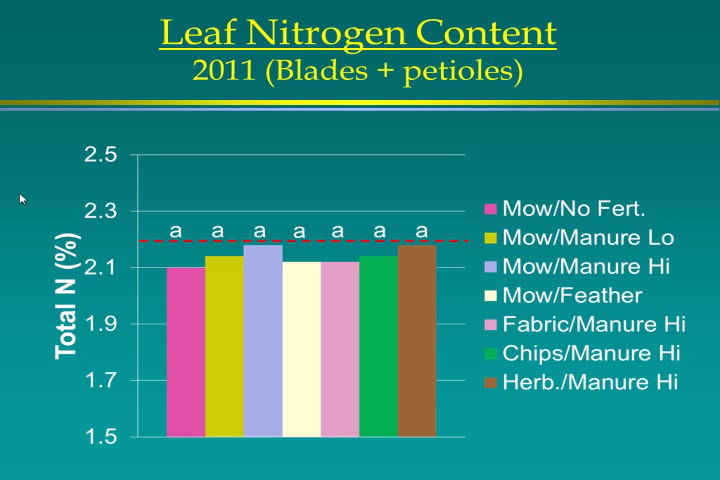 Leaf Nitrogen Content
2011 (Blades + petioles)
2.5
2.3
2.1
1.9
1.7
1.5
Total N (%)
a a a a a a a
Mow/No Fert.
Mow/Manure Lo
Mow/Manure Hi
Mow/Feather
Fabric/Manure Hi
Chips/Manure Hi
Herb./Manure Hi